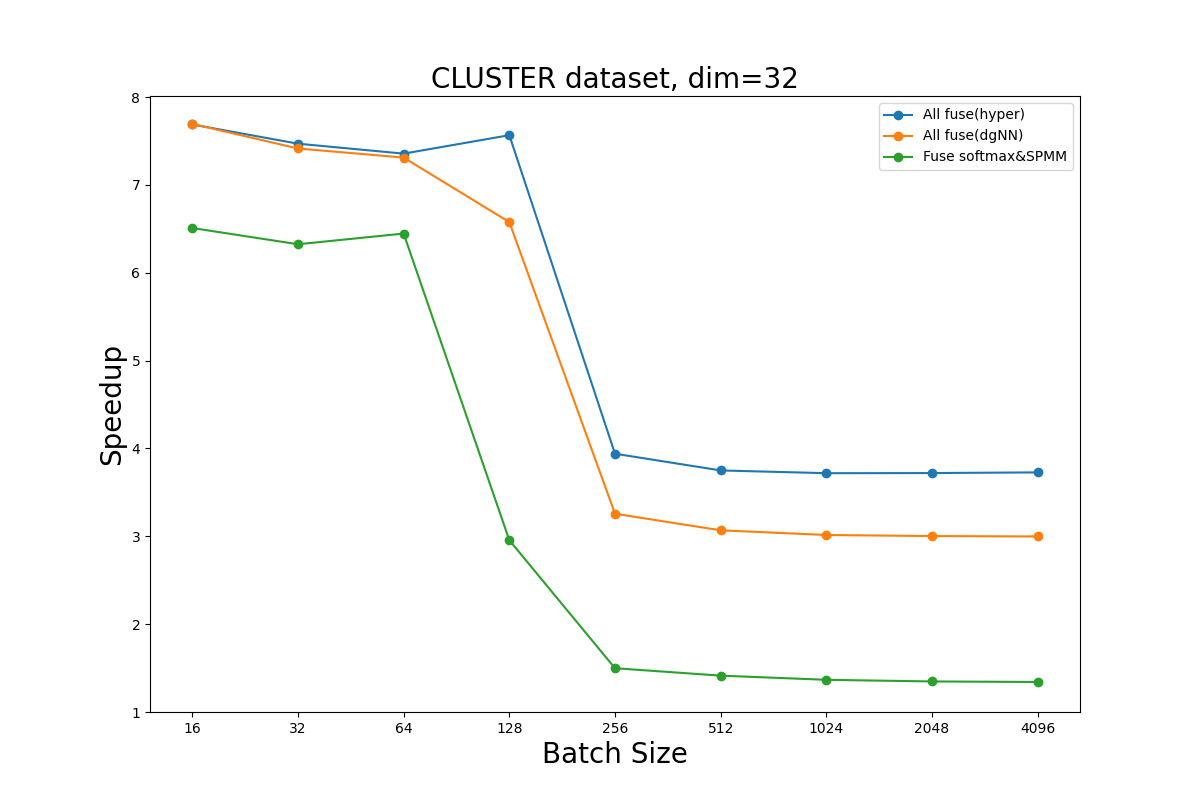 CLUSTER dataset, dim=32
All fuse(hyper)
All fuse(dgNN)
Fuse softmax&SPMM
Speedup
8
7
6
5
4
3
2
1
16 32 64 128 256 512 1024 2048 4096
Batch Size